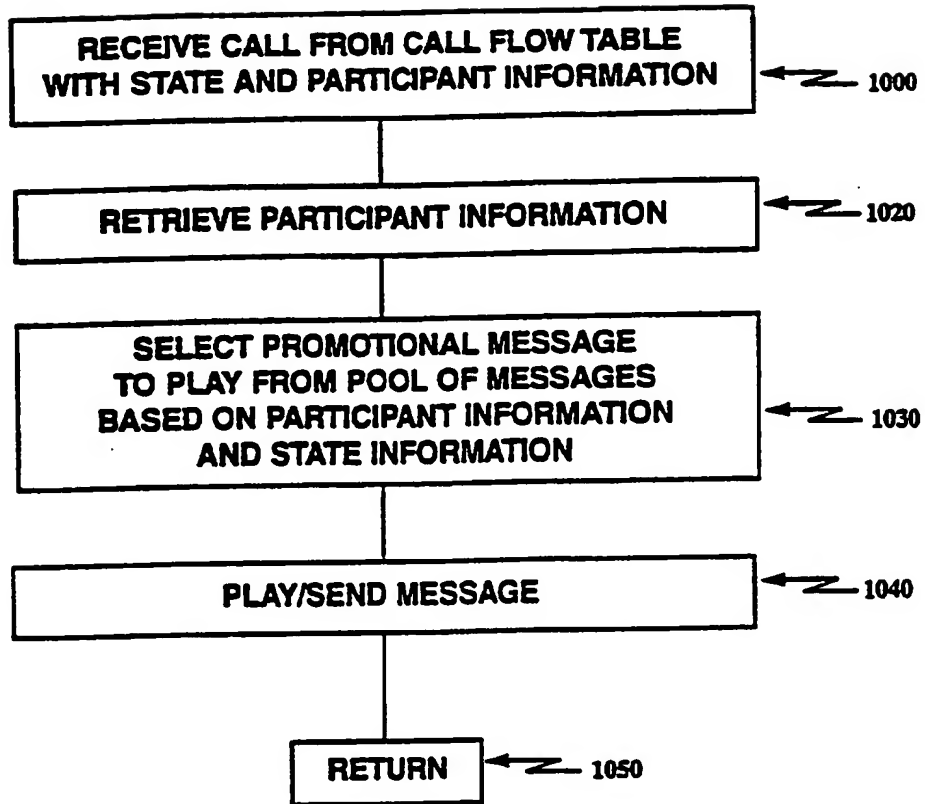 RECEIVE CALL FROM CALL FLOW TABLE
WITH STATE AND PARTICIPANT INFORMATION
1000
RETRIEVE PARTICIPANT INFORMATION
1020
SELECT PROMOTIONAL MESSAGE
TO PLAY FROM POOL OF MESSAGES
BASED ON PARTICIPANT INFORMATION
AND STATE INFORMATION
1030
PLAY/SEND MESSAGE
1040
RETURN
1050